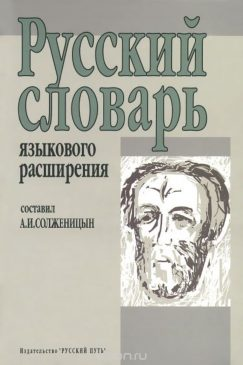 Русский
словарь
языкового
расширения
составил
А.И.СОЛЖЕНИЦЫН
Издательство "РУССКИЙ ПУТЬ"